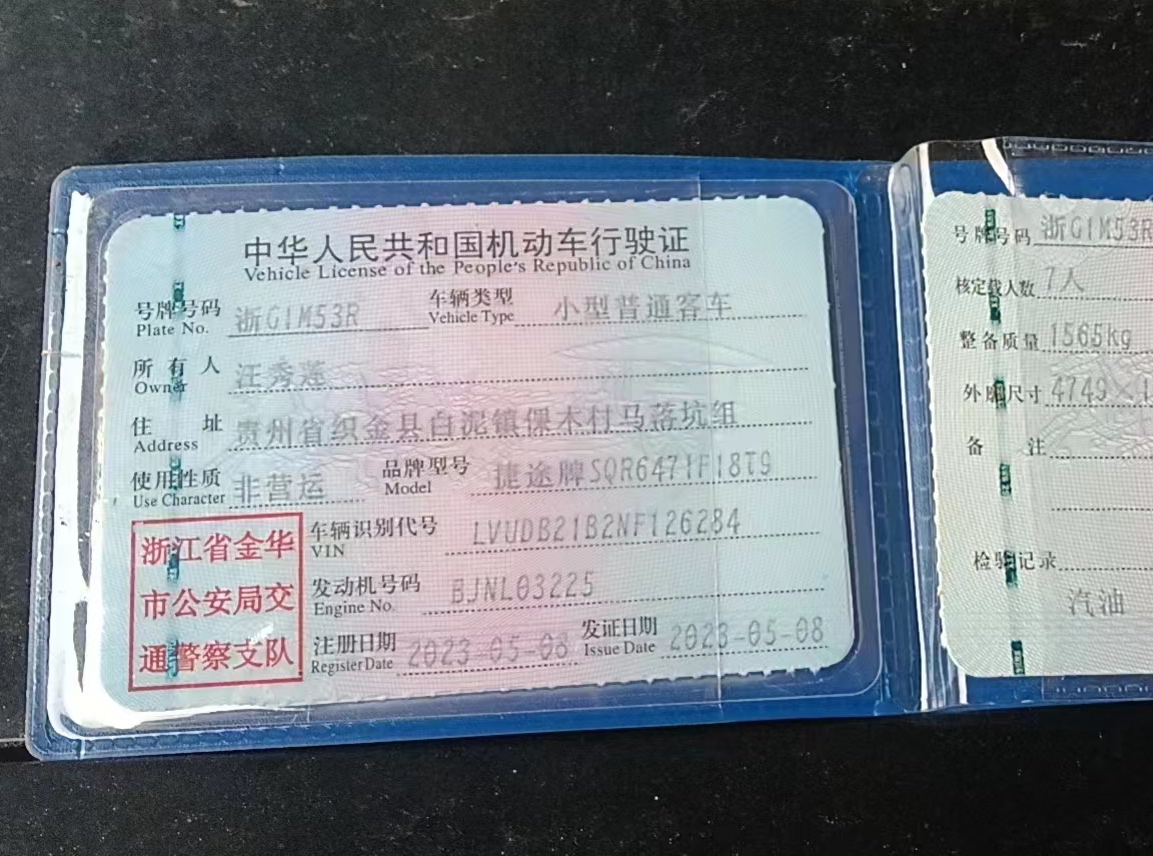 中华人民共和国机动车行驶证
Vehicle License of the People's Republic of China
号牌号码 浙G1M53R 车辆类型 小型普通客车
Plate No. Vehicle Type
所有人 汪秀莲
Owner
住址 贵州省织金县白泥镇倮木村马落坑组
Address
使用性质 非营运 品牌型号 捷途牌SQR6471F18T9
Use Character Model
浙江省金华
市公安局交
通警察支队
车辆识别代号 LVUDB21B2NF126284
VIN
发动机号码 BJNL03225
Engine No.
注册日期 2023-05-08 发证日期 2023-05-08
Register Date Issue Date
号牌号码 浙G1M53R
核定载人数 7人
整备质量 1565kg
外廓尺寸 4749×1
备注
检验记录
汽油